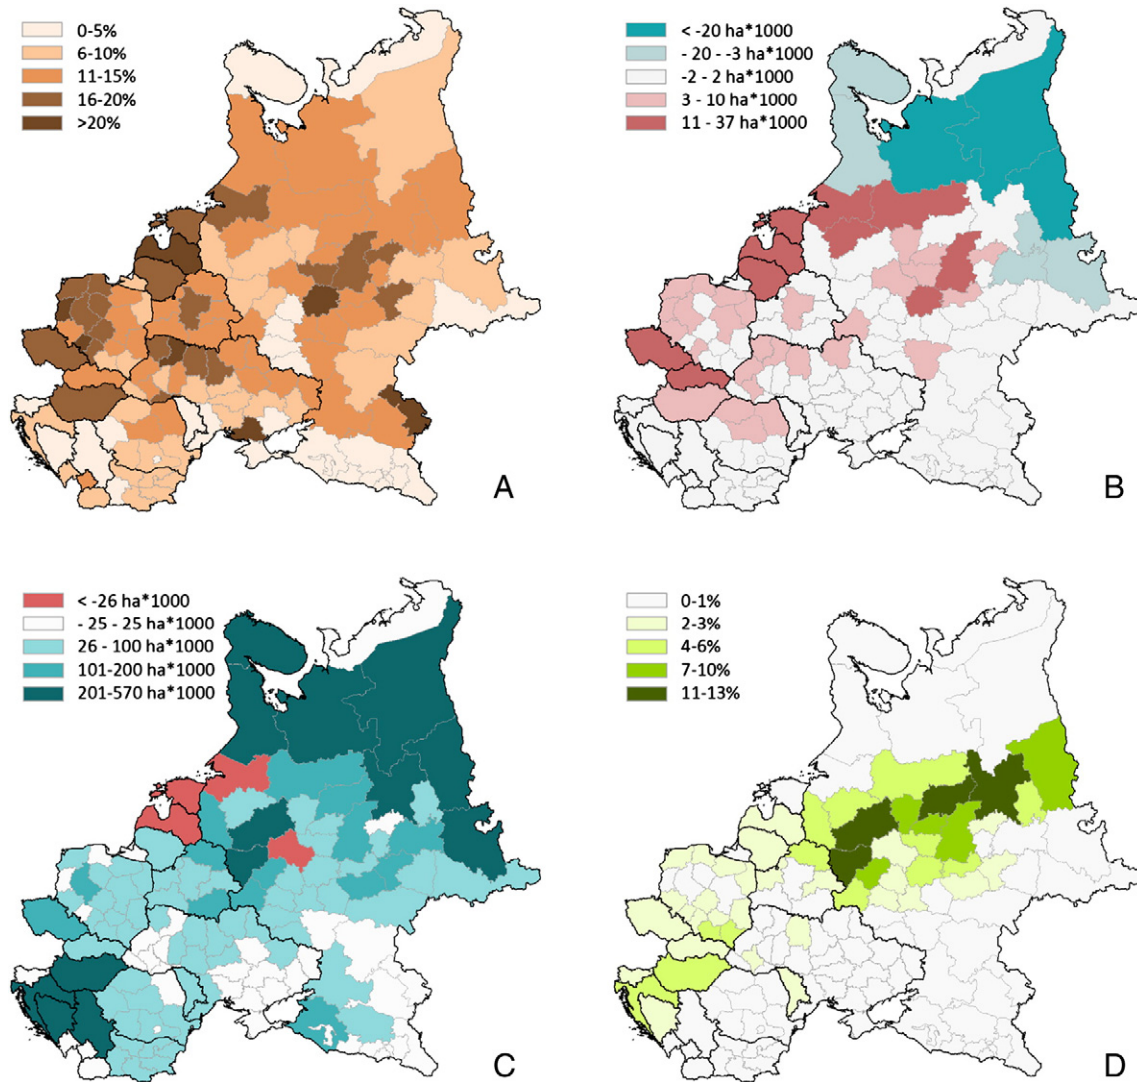 0-5%
6-10%
11-15%
16-20%
>20%
A
< -20 ha*1000
- 20 - -3 ha*1000
-2 - 2 ha*1000
3 - 10 ha*1000
11 - 37 ha*1000
B
< -26 ha*1000
- 25 - 25 ha*1000
26 - 100 ha*1000
101-200 ha*1000
201-570 ha*1000
C
0-1%
2-3%
4-6%
7-10%
11-13%
D